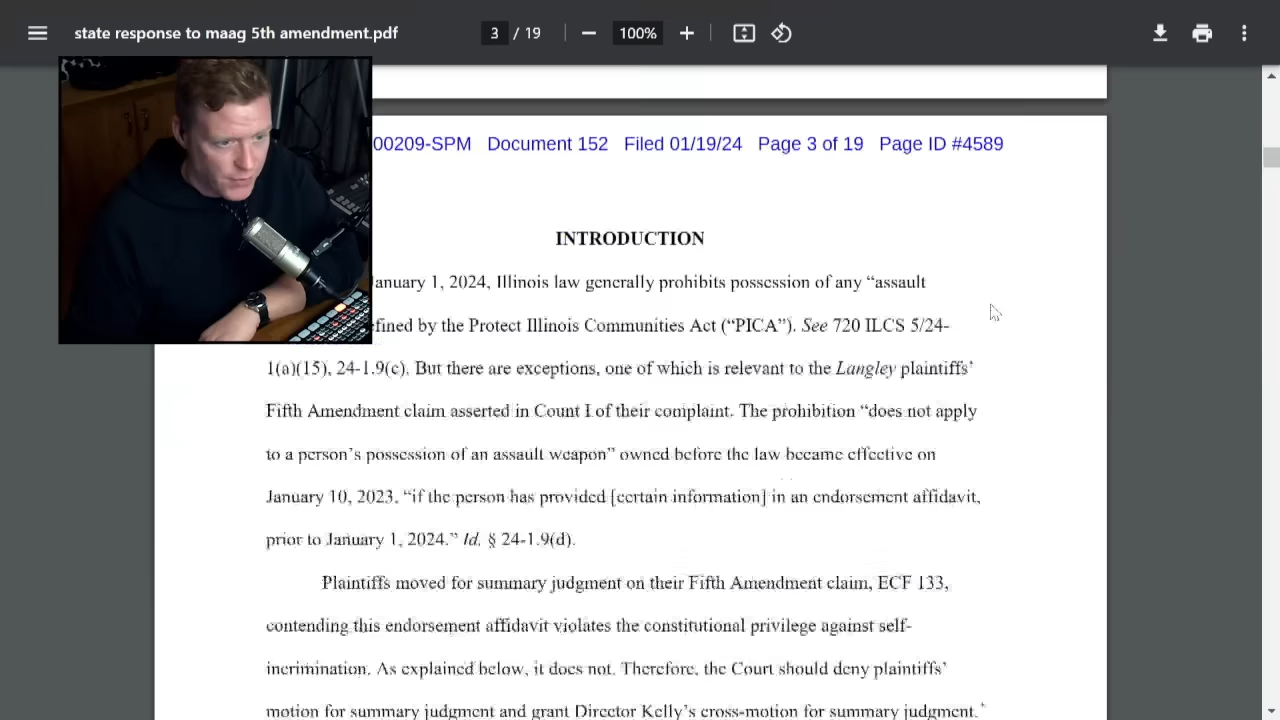 state response to maag 5th amendment.pdf
3 / 19
100%
00209-SPM Document 152 Filed 01/19/24 Page 3 of 19 Page ID #4589
INTRODUCTION
anuary 1, 2024, Illinois law generally prohibits possession of any “assault
efined by the Protect Illinois Communities Act (“PICA”). See 720 ILCS 5/24-
1(a)(15), 24-1.9(c). But there are exceptions, one of which is relevant to the Langley plaintiffs’
Fifth Amendment claim asserted in Count I of their complaint. The prohibition “does not apply
to a person’s possession of an assault weapon” owned before the law became effective on
January 10, 2023, “if the person has provided [certain information] in an endorsement affidavit,
prior to January 1, 2024.” Id. § 24-1.9(d).
Plaintiffs moved for summary judgment on their Fifth Amendment claim, ECF 133,
contending this endorsement affidavit violates the constitutional privilege against self-
incrimination. As explained below, it does not. Therefore, the Court should deny plaintiffs’
motion for summary judgment and grant Director Kelly’s cross-motion for summary judgment.